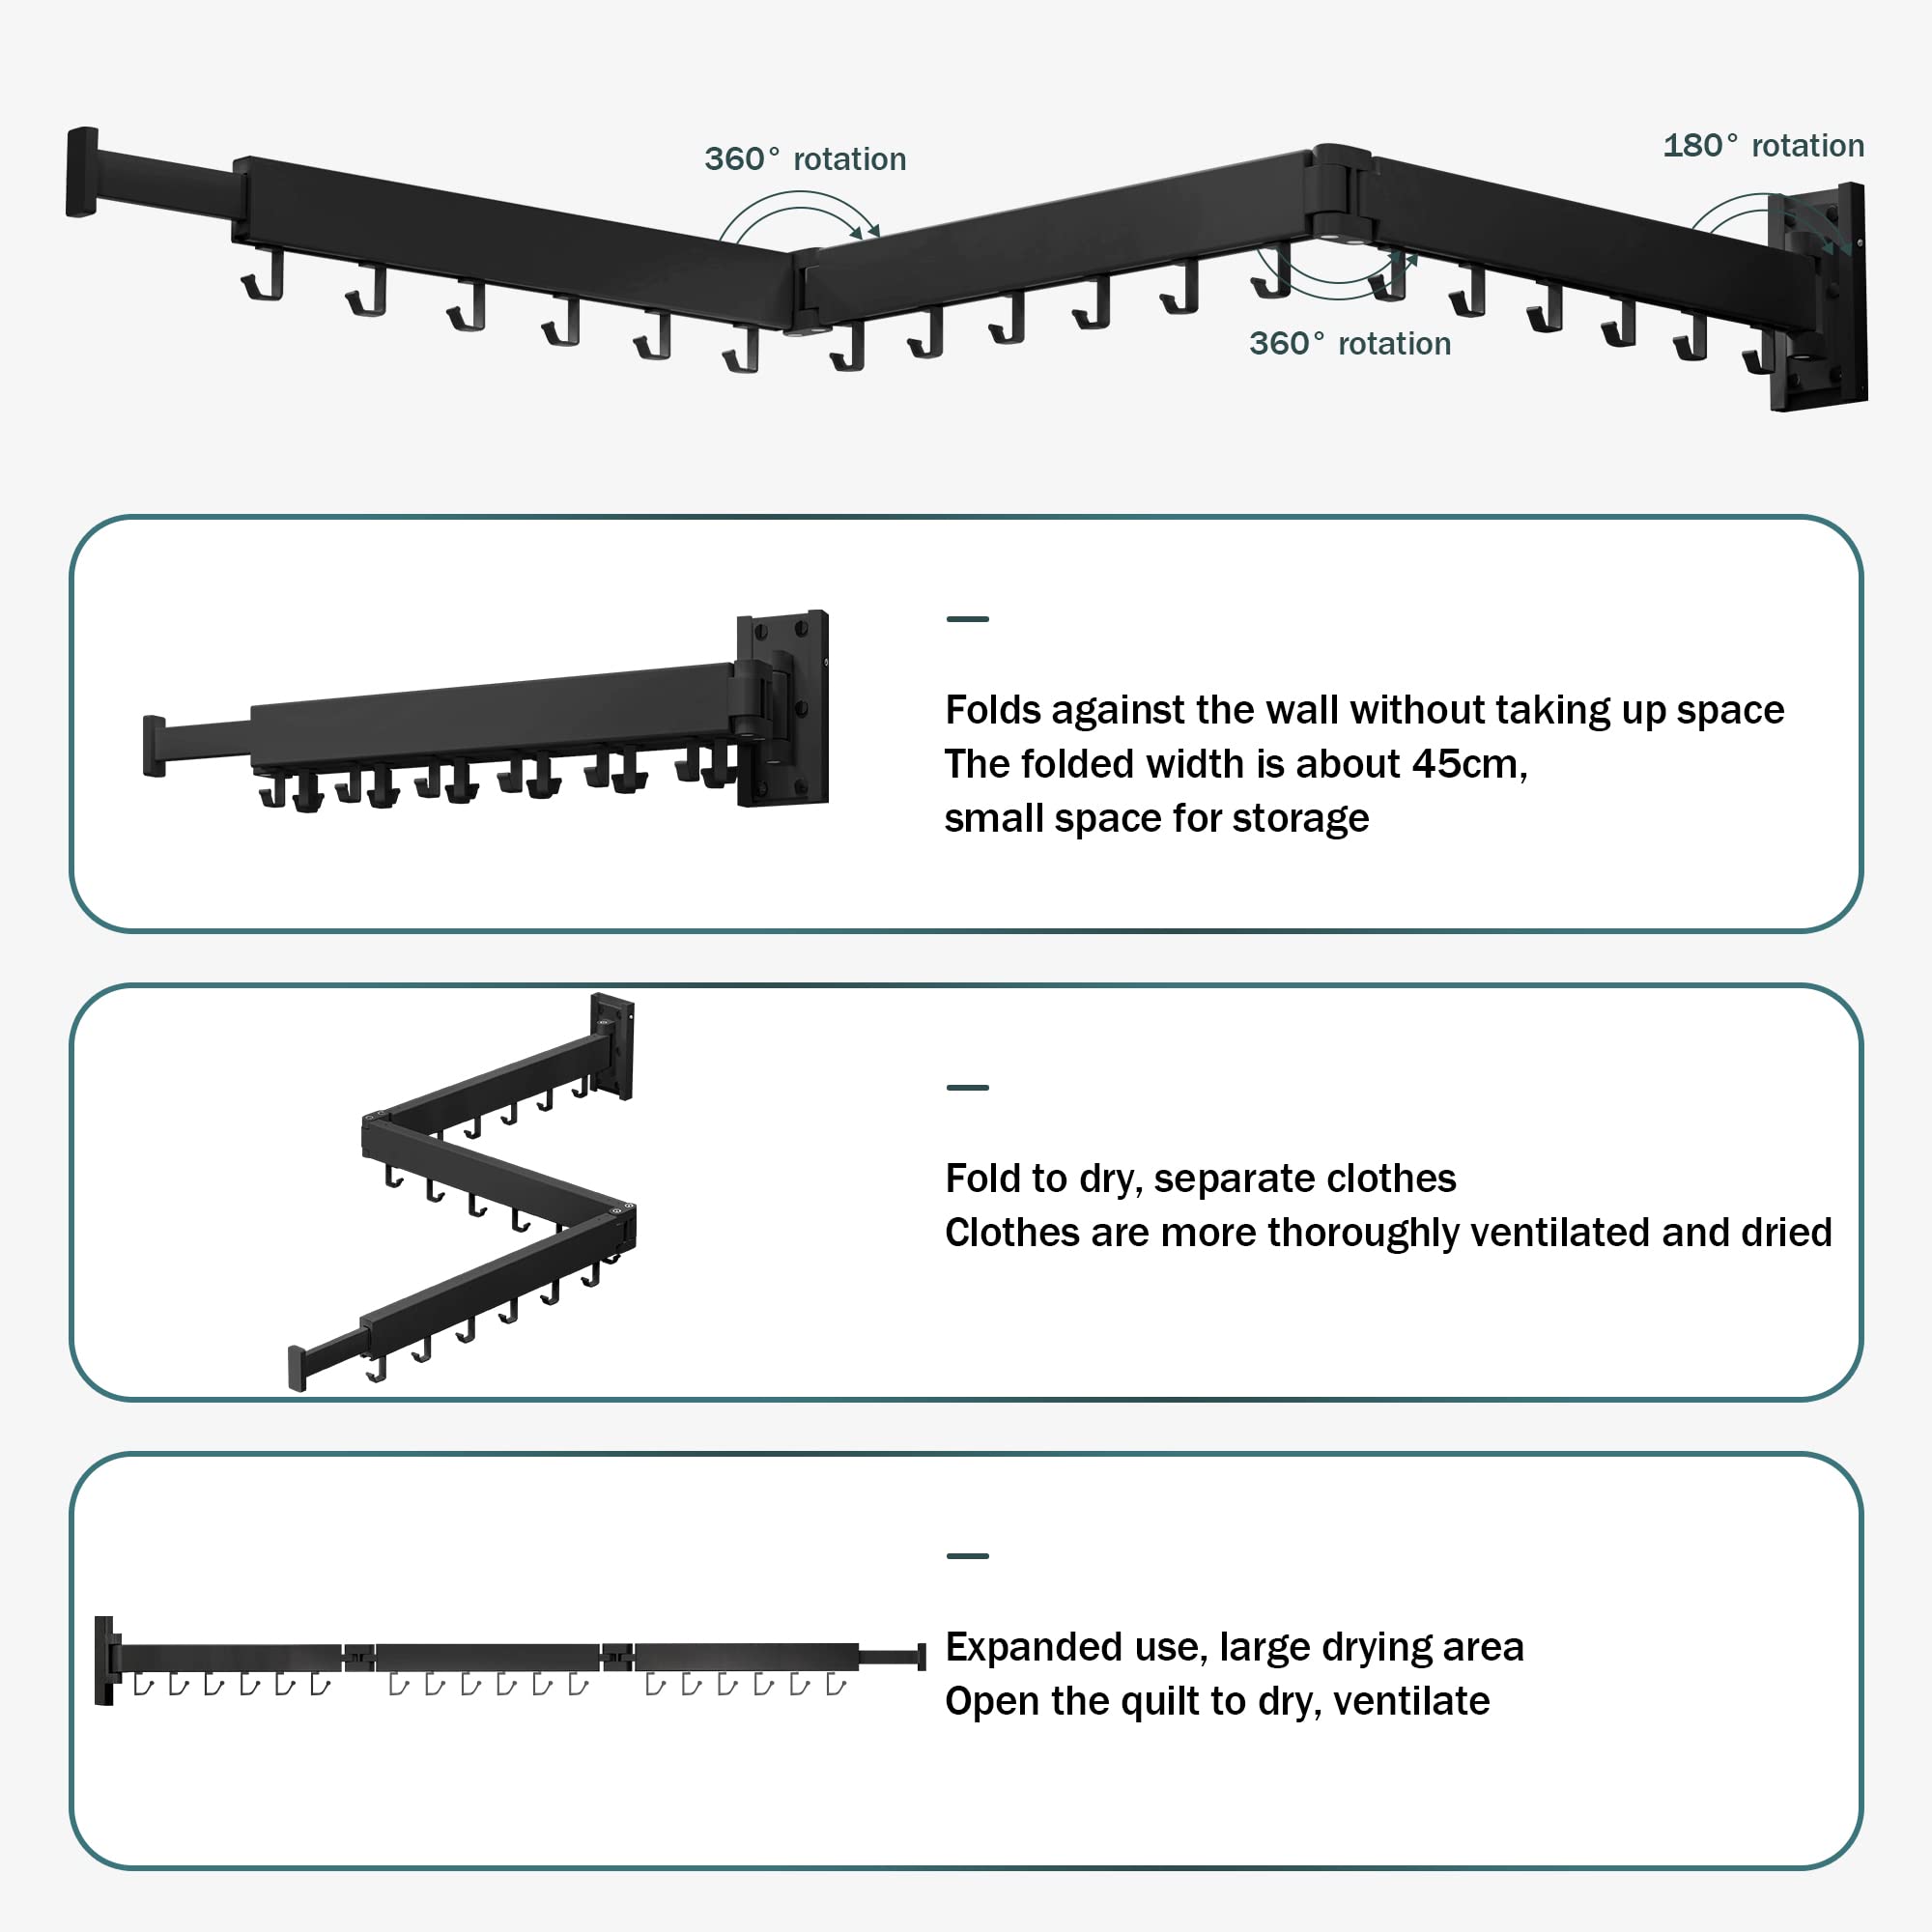 360° rotation
180° rotation
360° rotation
Folds against the wall without taking up space
The folded width is about 45cm,
small space for storage
Fold to dry, separate clothes
Clothes are more thoroughly ventilated and dried
Expanded use, large drying area
Open the quilt to dry, ventilate